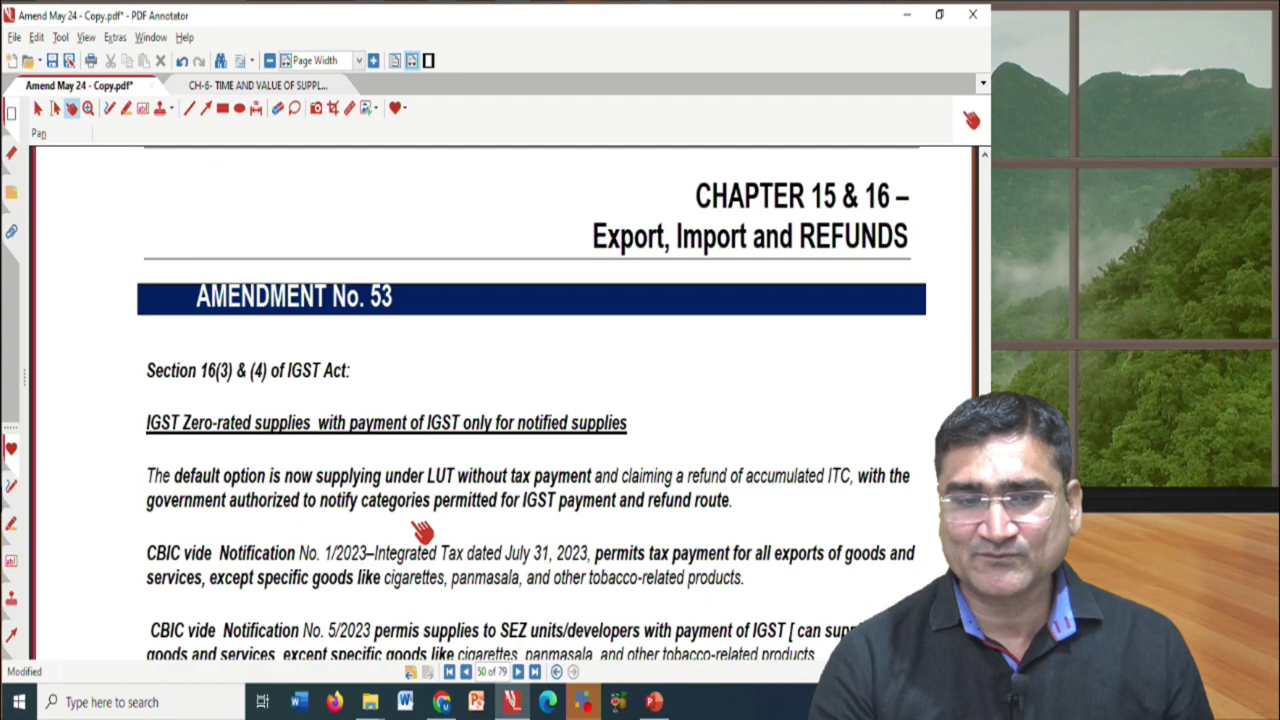 Amend May 24 - Copy.pdf* - PDF Annotator
File Edit Tool View Extras Window Help
Page Width
Amend May 24 - Copy.pdf* CH-6- TIME AND VALUE OF SUPPL...
Pan
CHAPTER 15 & 16 –
Export, Import and REFUNDS
AMENDMENT No. 53
Section 16(3) & (4) of IGST Act:
IGST Zero-rated supplies with payment of IGST only for notified supplies
The default option is now supplying under LUT without tax payment and claiming a refund of accumulated ITC, with the
government authorized to notify categories permitted for IGST payment and refund route.
CBIC vide Notification No. 1/2023–Integrated Tax dated July 31, 2023, permits tax payment for all exports of goods and
services, except specific goods like cigarettes, panmasala, and other tobacco-related products.
CBIC vide Notification No. 5/2023 permis supplies to SEZ units/developers with payment of IGST [ can
goods and services, except specific goods like cigarettes, panmasala, and other tobacco-related products
Modified 50 of 79
Type here to search